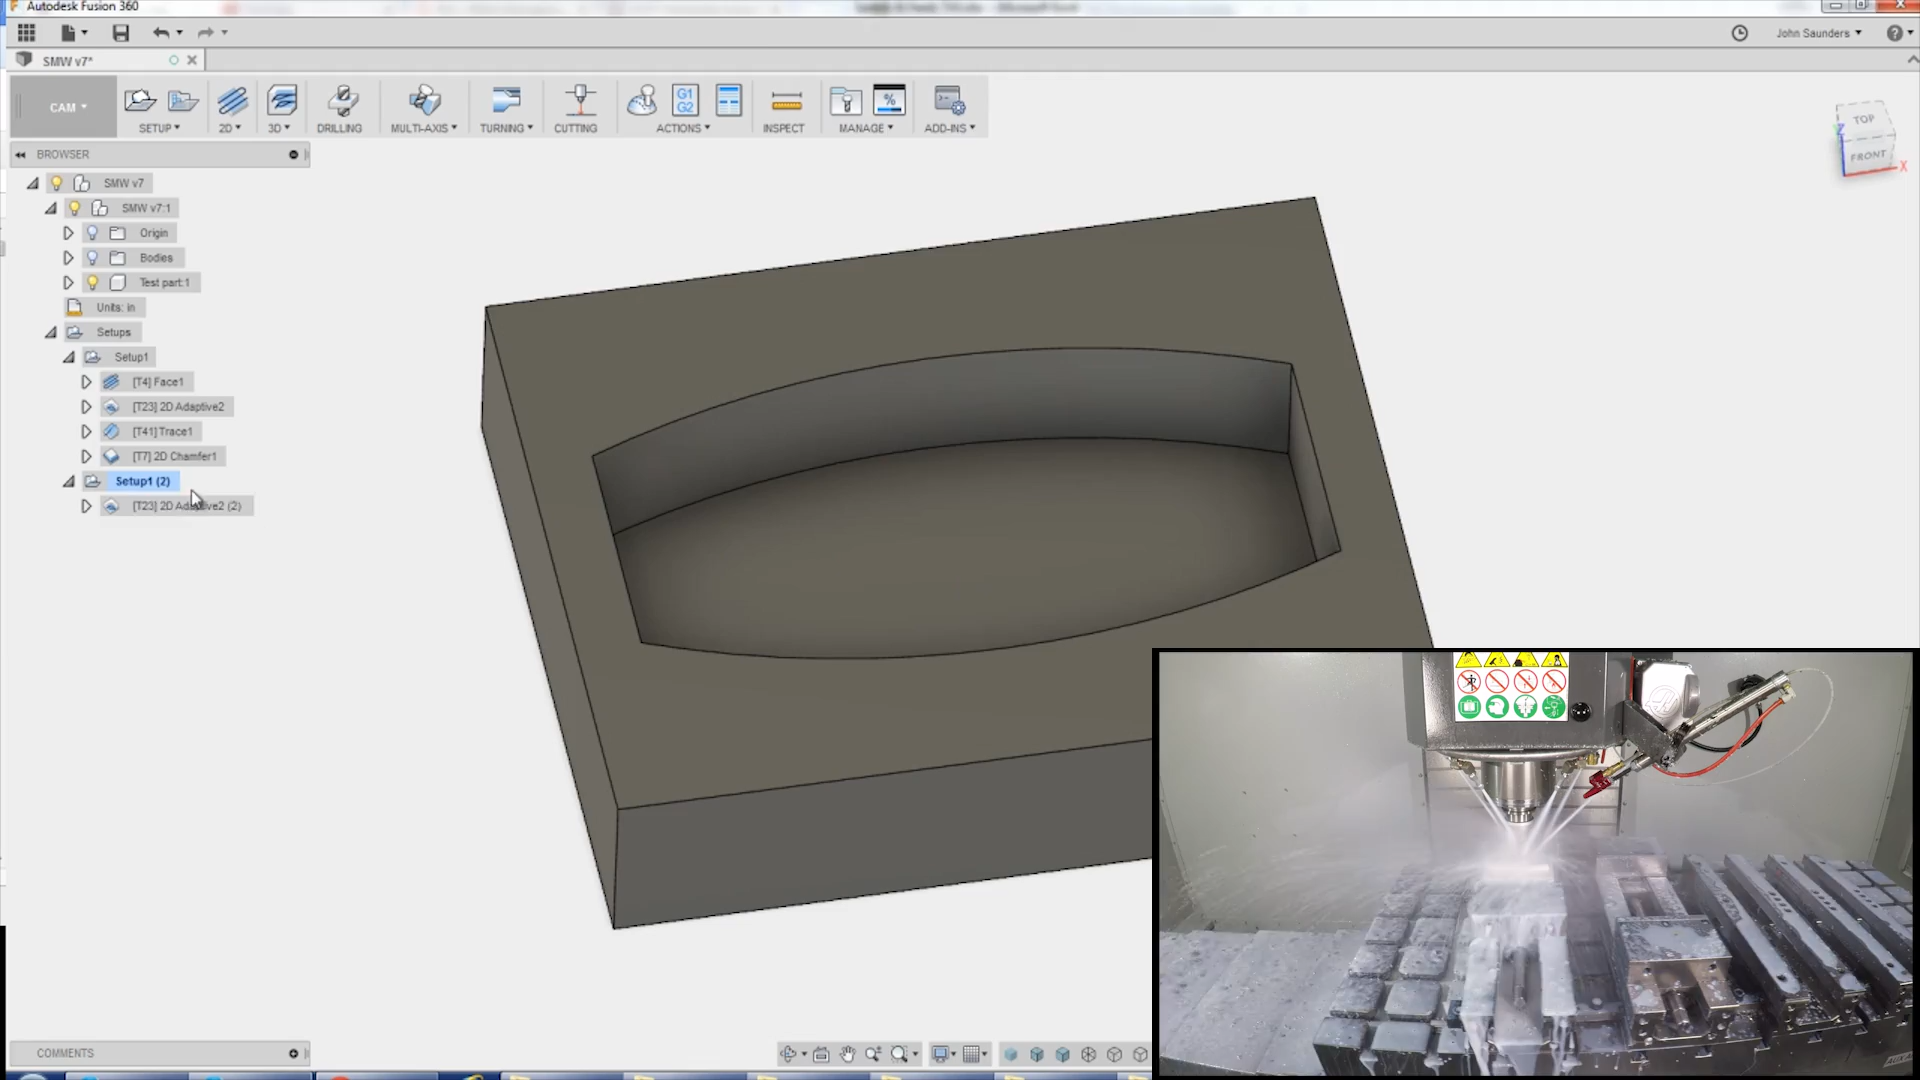 Autodesk Fusion 360
John Saunders
SMW v7*
CAM
SETUP
2D
3D
DRILLING
MULTI-AXIS
TURNING
CUTTING
G1
G2
ACTIONS
INSPECT
%
MANAGE
ADD-INS
TOP
FRONT
X
BROWSER
SMW v7
SMW v7:1
Origin
Bodies
Test part:1
Units: in
Setups
Setup1
[T4] Face1
[T23] 2D Adaptive2
[T41] Trace1
[T7] 2D Chamfer1
Setup1 (2)
[T23] 2D Adaptive2 (2)
COMMENTS